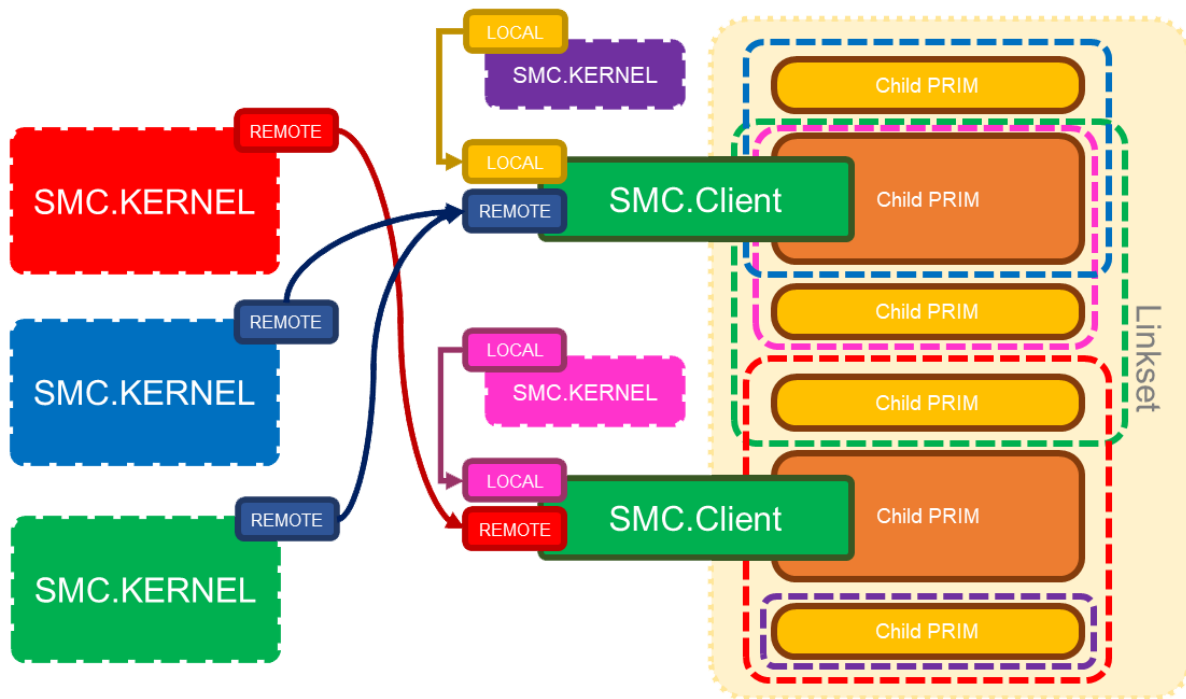 LOCAL
SMC.KERNEL
Child PRIM
REMOTE
SMC.KERNEL
LOCAL
REMOTE
SMC.Client
Child PRIM
REMOTE
SMC.KERNEL
Child PRIM
Linkset
LOCAL
SMC.KERNEL
Child PRIM
LOCAL
REMOTE
SMC.Client
Child PRIM
REMOTE
SMC.KERNEL
Child PRIM